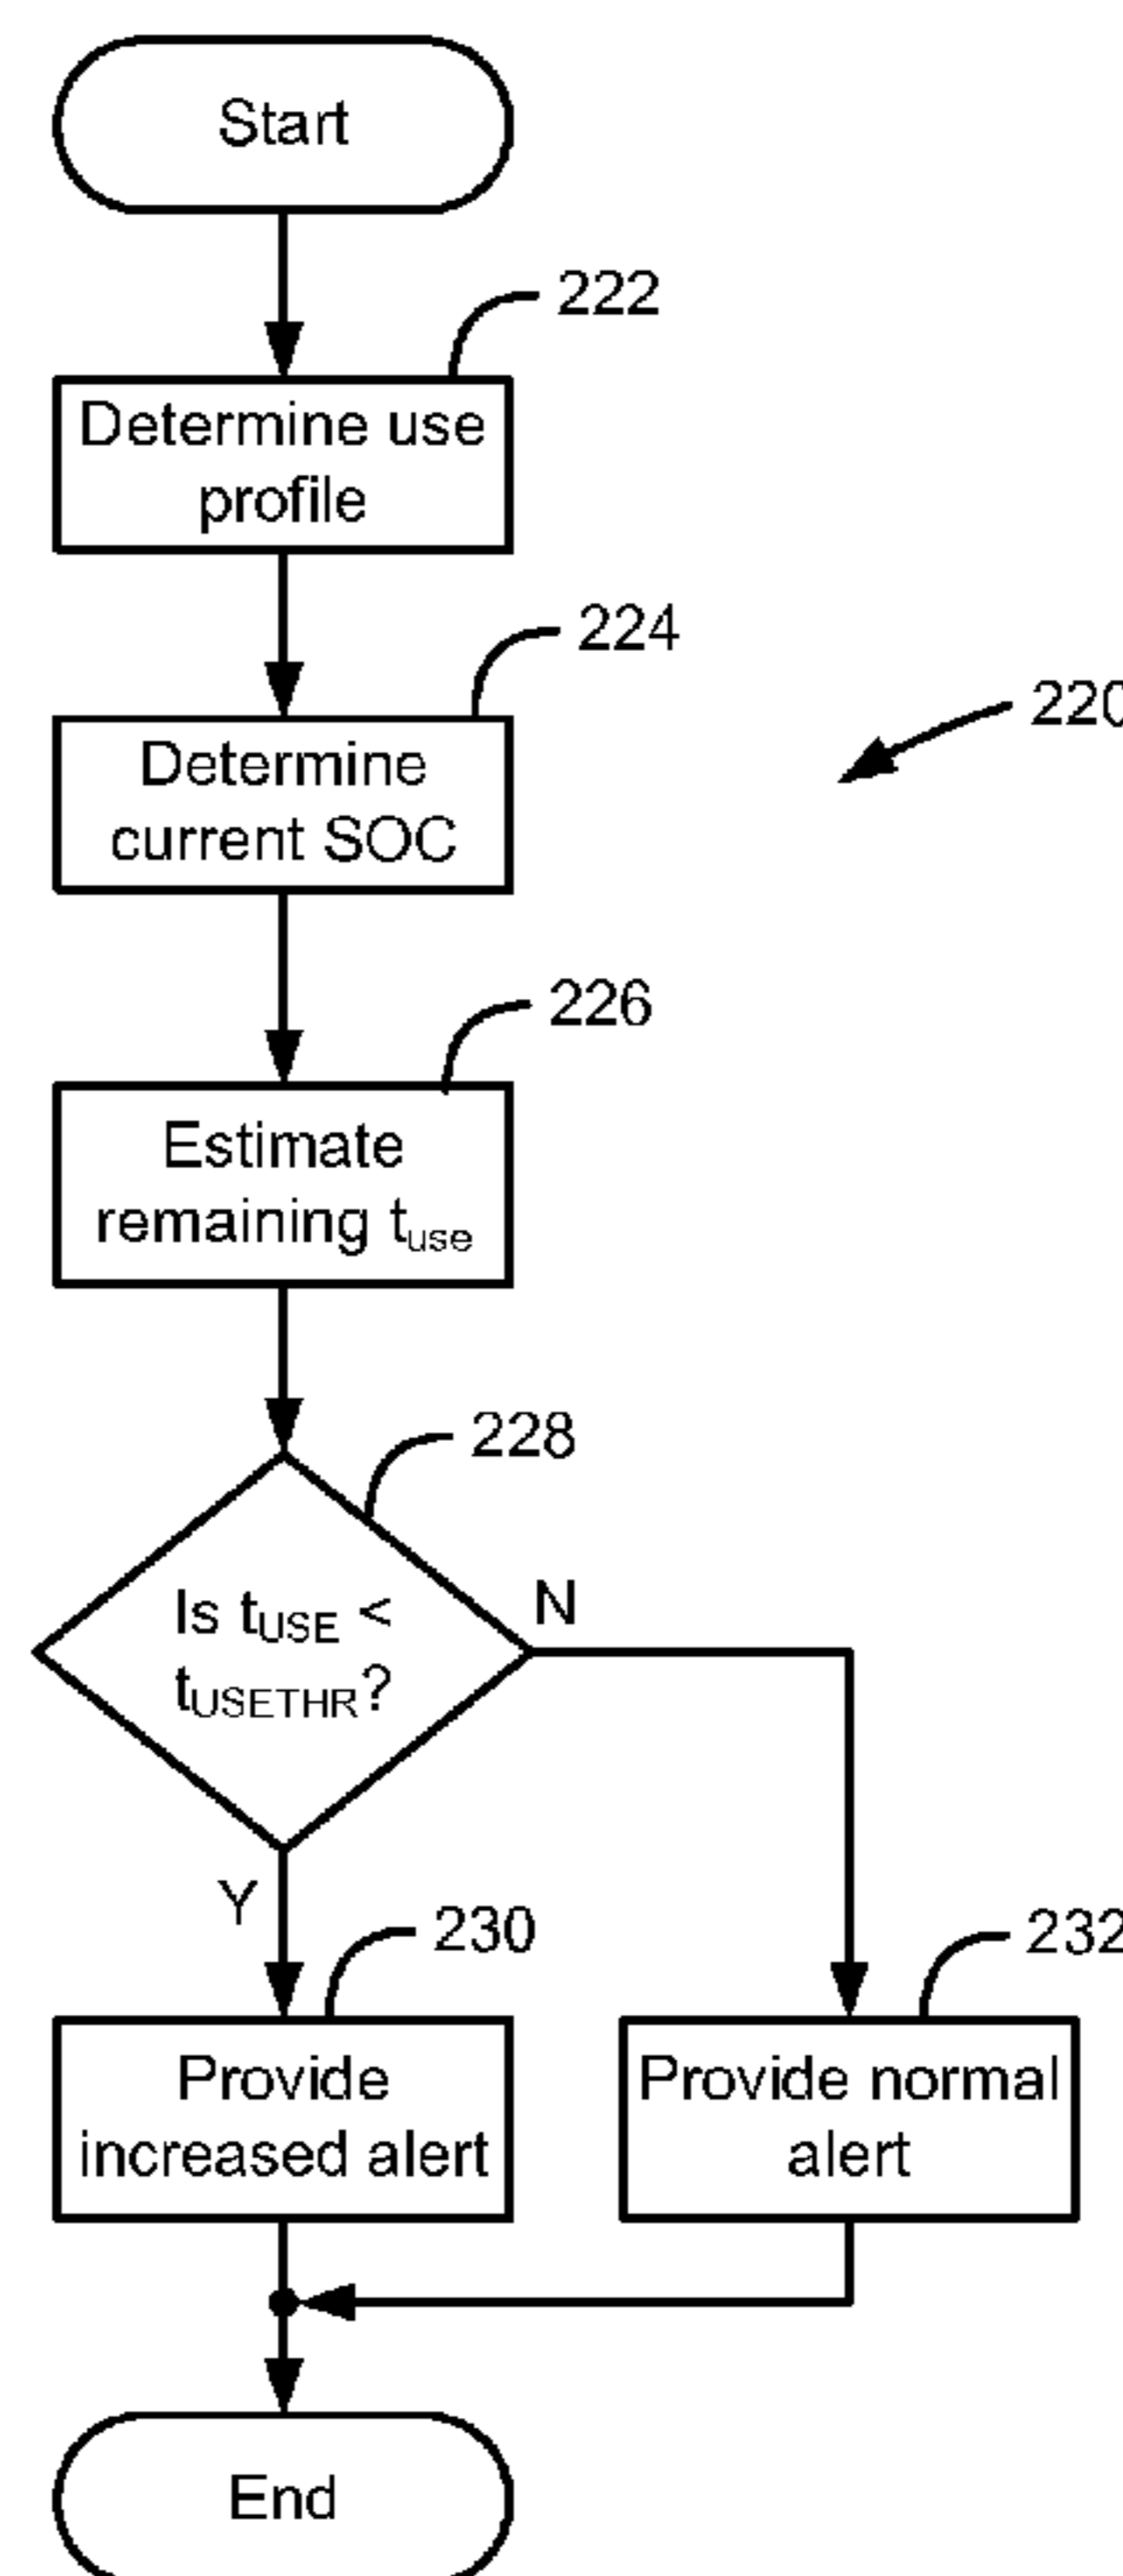 Start
222
Determine use
profile
224
Determine
current SOC
220
226
Estimate
remaining tuse
228
Is tUSE <
tUSETHR?
N
Y
230
Provide
increased alert
232
Provide normal
alert
End